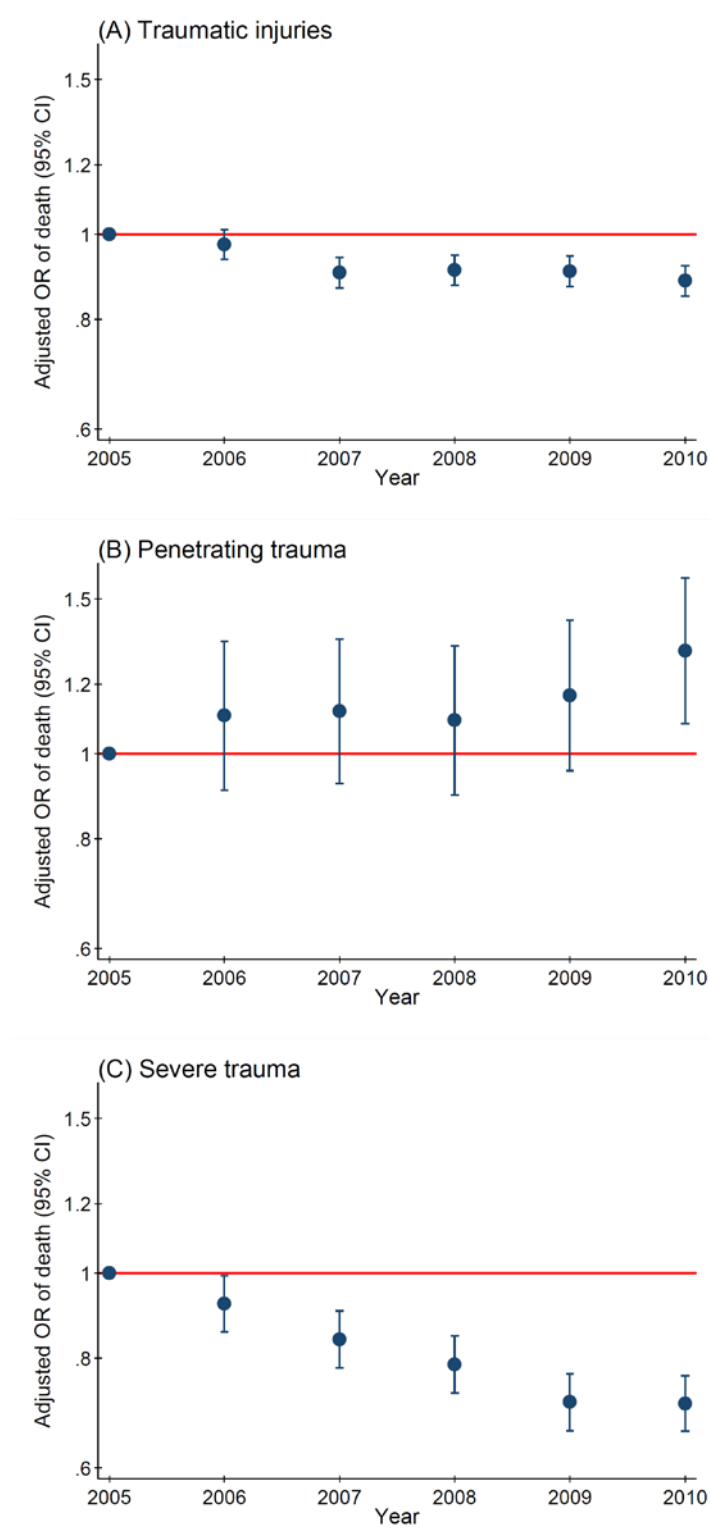 (A) Traumatic injuries
Adjusted OR of death (95% CI)
1.5
1.2
1
.8
.6
2005 2006 2007 2008 2009 2010
Year
(B) Penetrating trauma
Adjusted OR of death (95% CI)
1.5
1.2
1
.8
.6
2005 2006 2007 2008 2009 2010
Year
(C) Severe trauma
Adjusted OR of death (95% CI)
1.5
1.2
1
.8
.6
2005 2006 2007 2008 2009 2010
Year